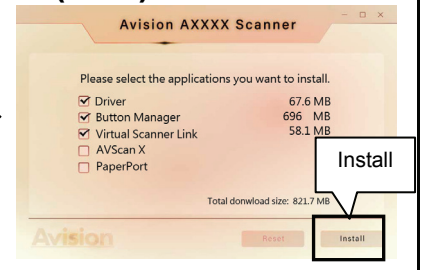 Avision AXXXX Scanner
Please select the applications you want to install.
Driver 67.6 MB
Button Manager 696 MB
Virtual Scanner Link 58.1 MB
AVScan X
PaperPort
Install
Total donwload size: 821.7 MB
Avision
Reset
Install